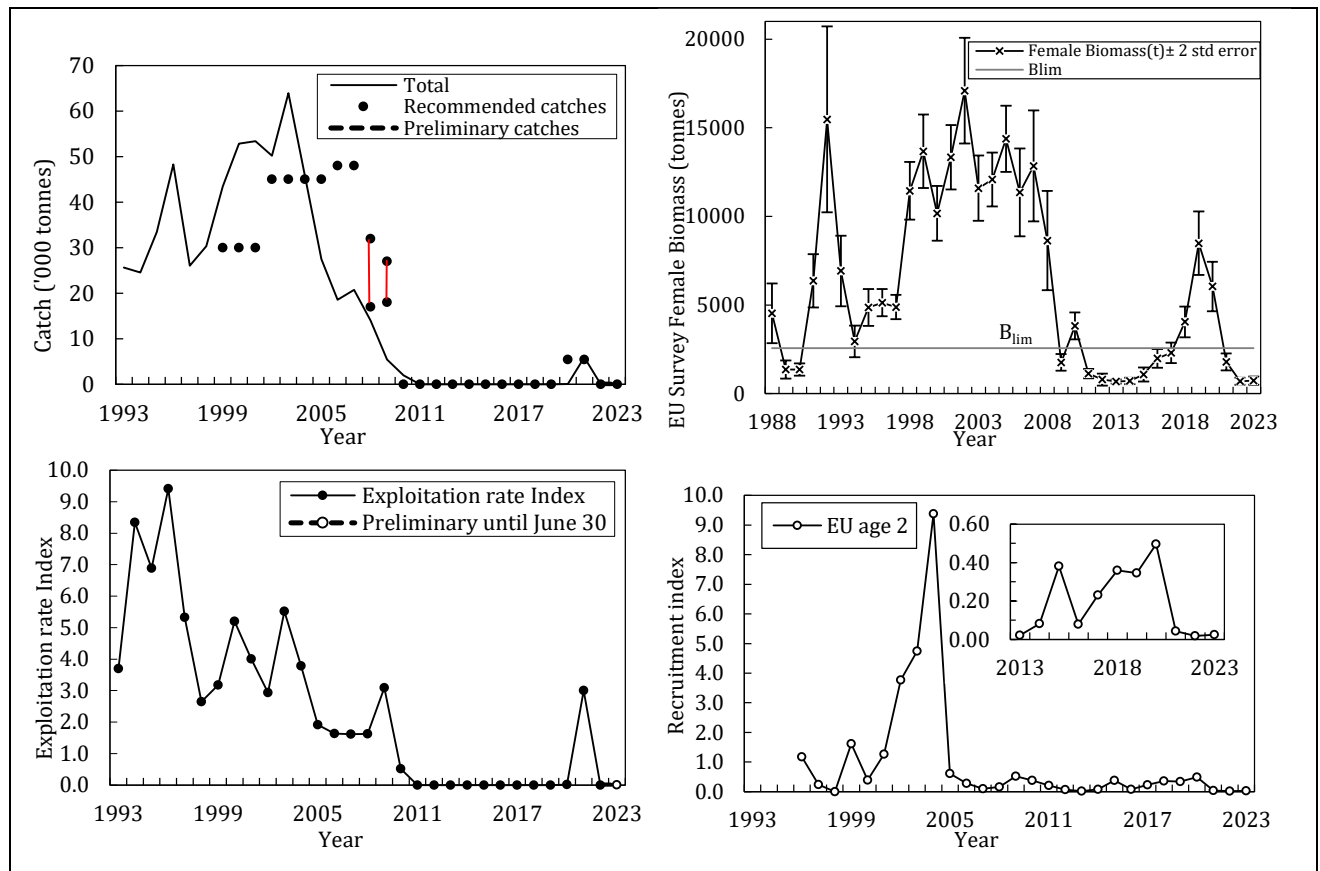 70
60
50
40
30
20
10
0
Catch ('000 tonnes)
Total
Recommended catches
Preliminary catches
1993 1999 2005 2011 2017 2023
Year
20000
15000
10000
5000
0
EU Survey Female Biomass (tonnes)
Female Biomass(t)± 2 std error
Blim
Blim
1988 1993 1998 2003 2008 2013 2018 2023
Year
10.0
9.0
8.0
7.0
6.0
5.0
4.0
3.0
2.0
1.0
0.0
Exploitation rate Index
Exploitation rate Index
Preliminary until June 30
1993 1999 2005 2011 2017 2023
Year
10.0
9.0
8.0
7.0
6.0
5.0
4.0
3.0
2.0
1.0
0.0
Recruitment index
EU age 2
0.60
0.40
0.20
0.00
2013 2018 2023
1993 1999 2005 2011 2017 2023
Year